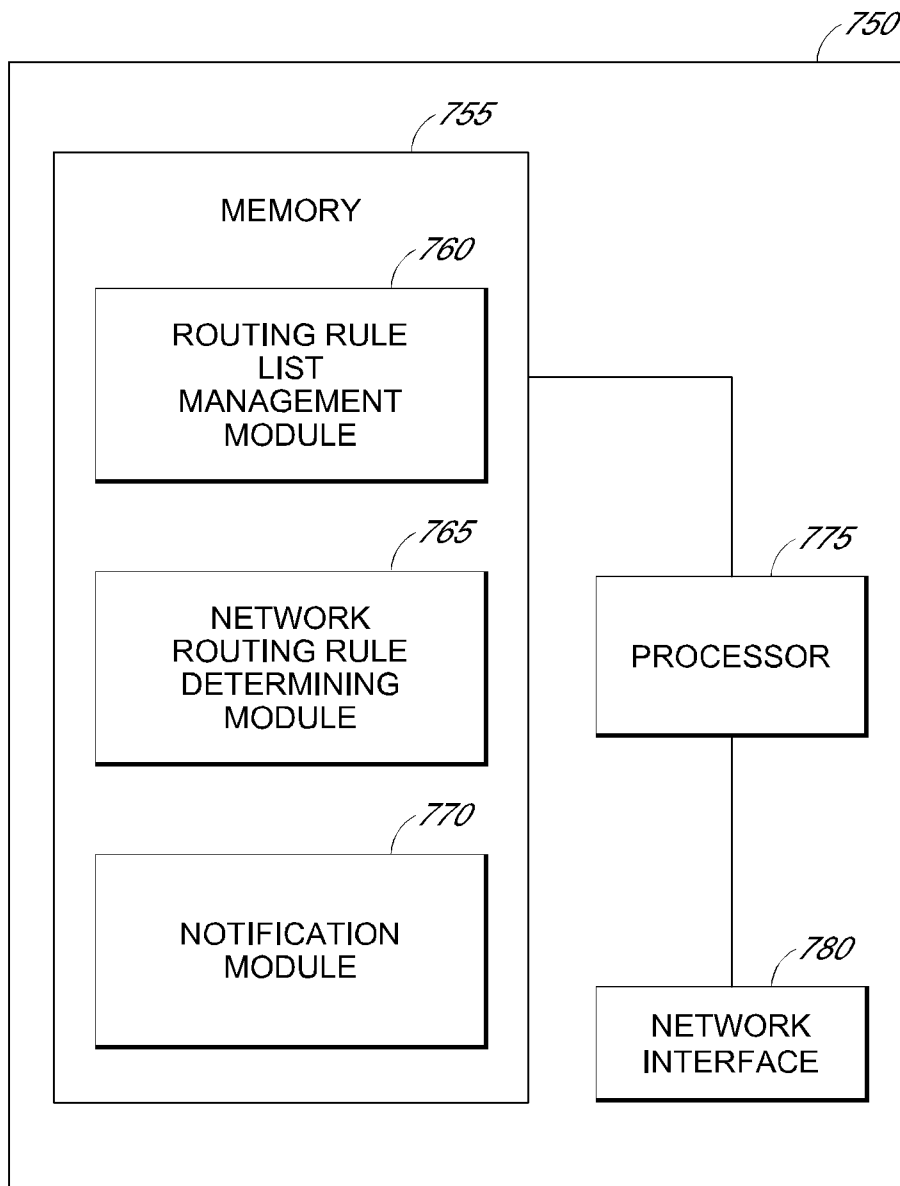 750
755
MEMORY
760
ROUTING RULE
LIST
MANAGEMENT
MODULE
765
NETWORK
ROUTING RULE
DETERMINING
MODULE
775
PROCESSOR
770
NOTIFICATION
MODULE
780
NETWORK
INTERFACE